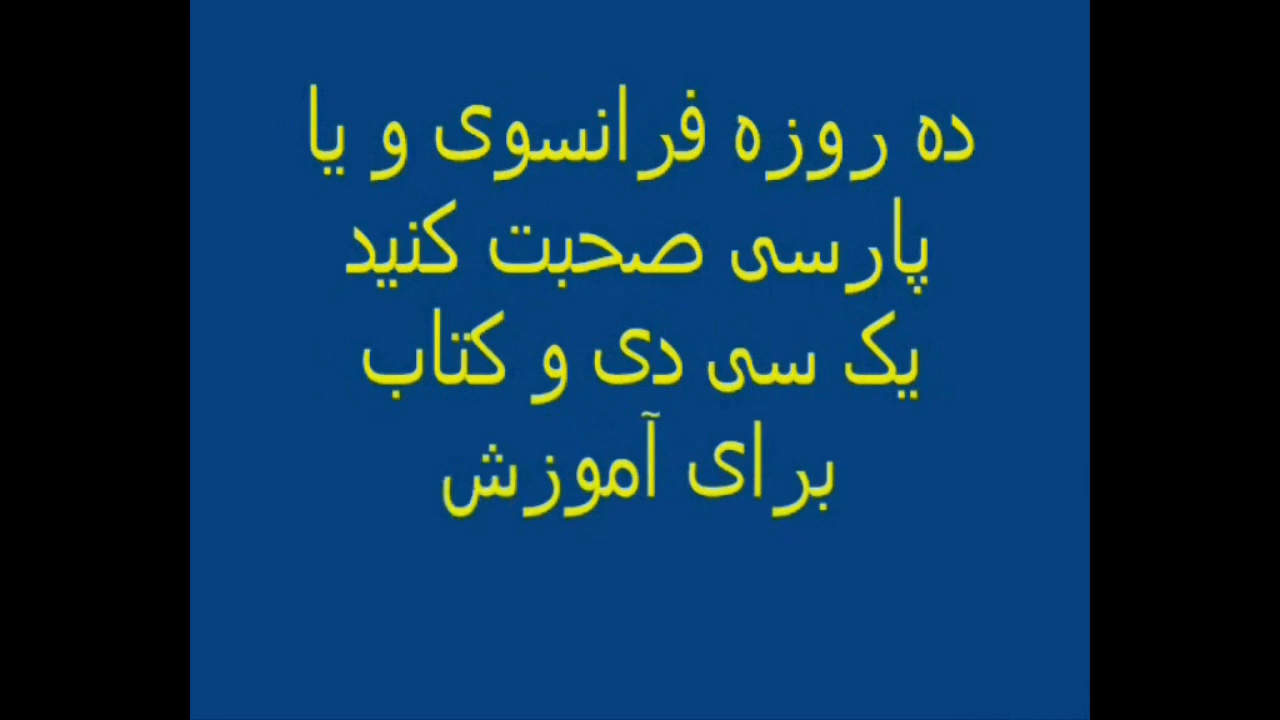 ده روزه فرانسوی و یا
پارسی صحبت کنید
یک سی دی و کتاب
برای آموزش